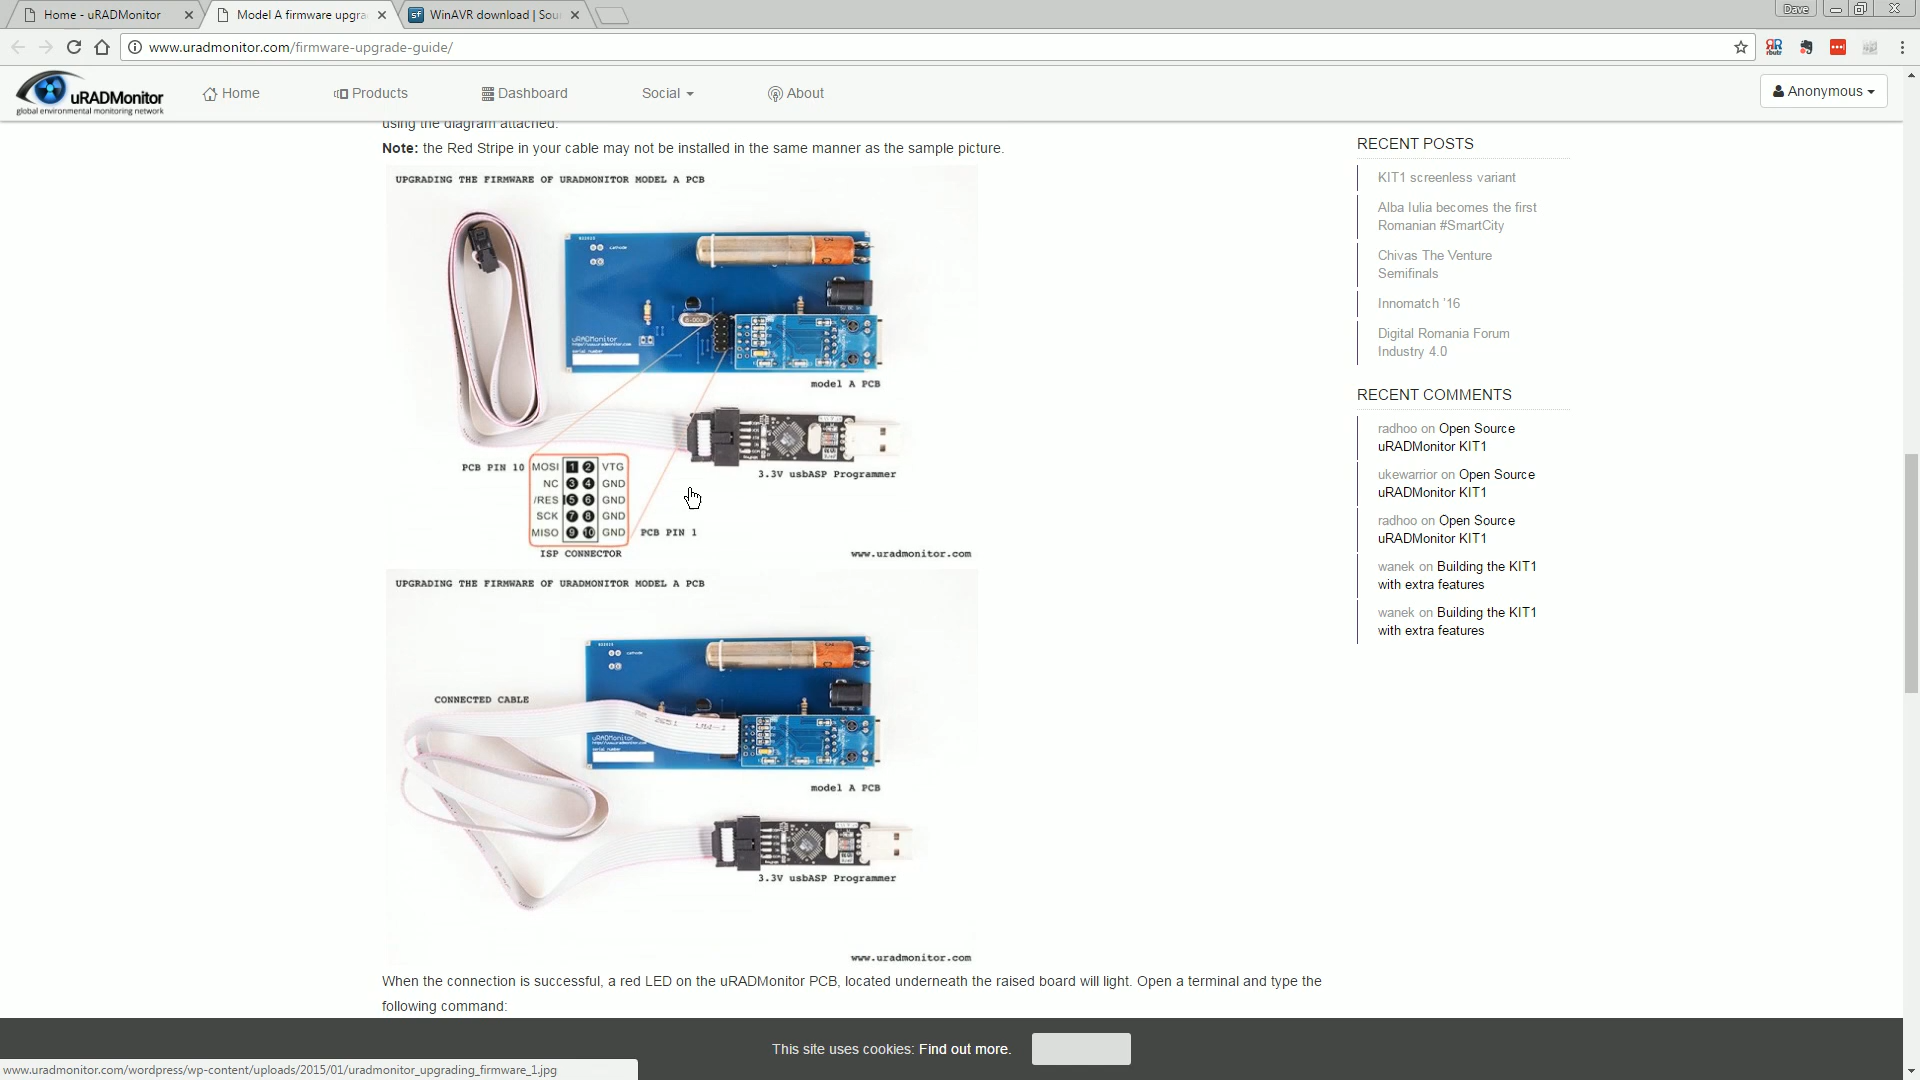 Home - uRADMonitor
Model A firmware upgra
WinAVR download | Sou
Dave
www.uradmonitor.com/firmware-upgrade-guide/
uRADMonitor
global environmental monitoring network
Home
Products
Dashboard
Social
About
Anonymous
using the diagram attached.
Note: the Red Stripe in your cable may not be installed in the same manner as the sample picture.
UPGRADING THE FIRMWARE OF URADMONITOR MODEL A PCB
cathode
uRADMonitor
serial number
model A PCB
3.3V usbASP Programmer
PCB PIN 10
MOSI 1 2 VTG
NC 3 4 GND
/RES 5 6 GND
SCK 7 8 GND
MISO 9 10 GND
PCB PIN 1
ISP CONNECTOR
www.uradmonitor.com
UPGRADING THE FIRMWARE OF URADMONITOR MODEL A PCB
cathode
CONNECTED CABLE
uRADMonitor
serial number
model A PCB
3.3V usbASP Programmer
www.uradmonitor.com
When the connection is successful, a red LED on the uRADMonitor PCB, located underneath the raised board will light. Open a terminal and type the
following command:
RECENT POSTS
KIT1 screenless variant
Alba Iulia becomes the first
Romanian #SmartCity
Chivas The Venture
Semifinals
Innomatch '16
Digital Romania Forum
Industry 4.0
RECENT COMMENTS
radhoo on Open Source
uRADMonitor KIT1
ukewarrior on Open Source
uRADMonitor KIT1
radhoo on Open Source
uRADMonitor KIT1
wanek on Building the KIT1
with extra features
wanek on Building the KIT1
with extra features
This site uses cookies: Find out more.
www.uradmonitor.com/wordpress/wp-content/uploads/2015/01/uradmonitor_upgrading_firmware_1.jpg